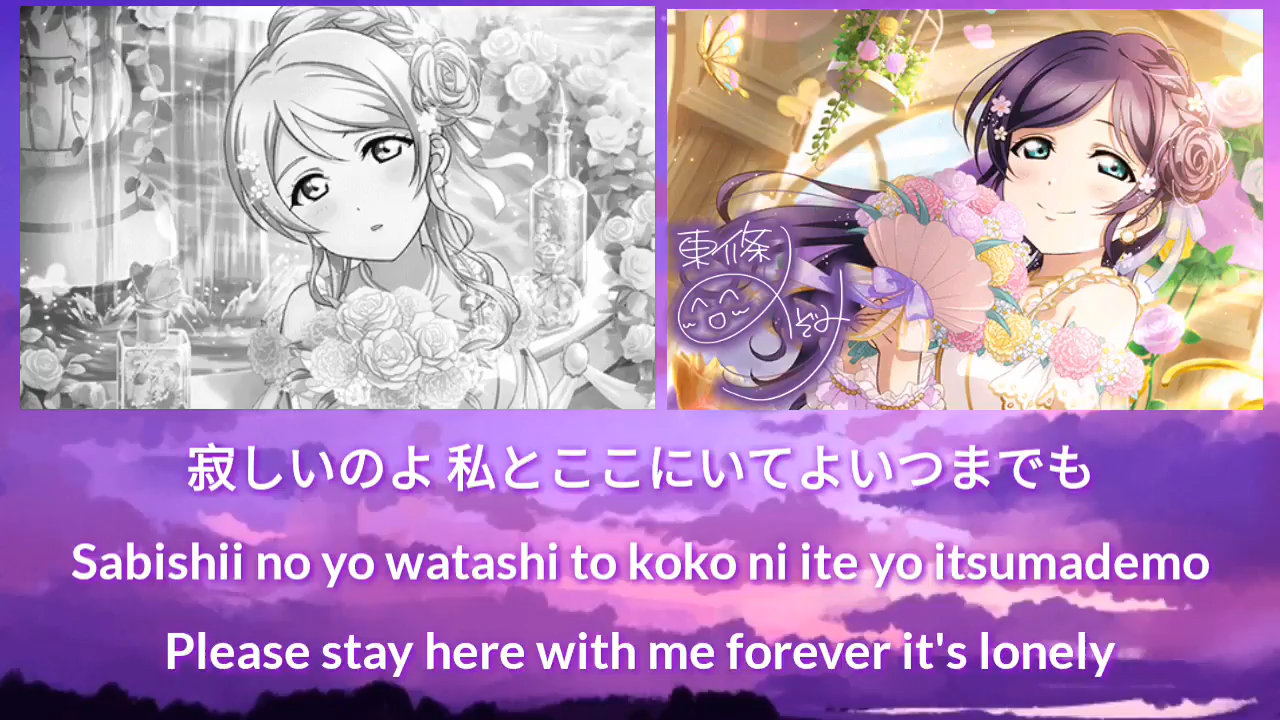 東條
のぞみ
寂しいのよ 私とここにいてよいつまでも
Sabishii no yo watashi to koko ni ite yo itsumademo
Please stay here with me forever it's lonely